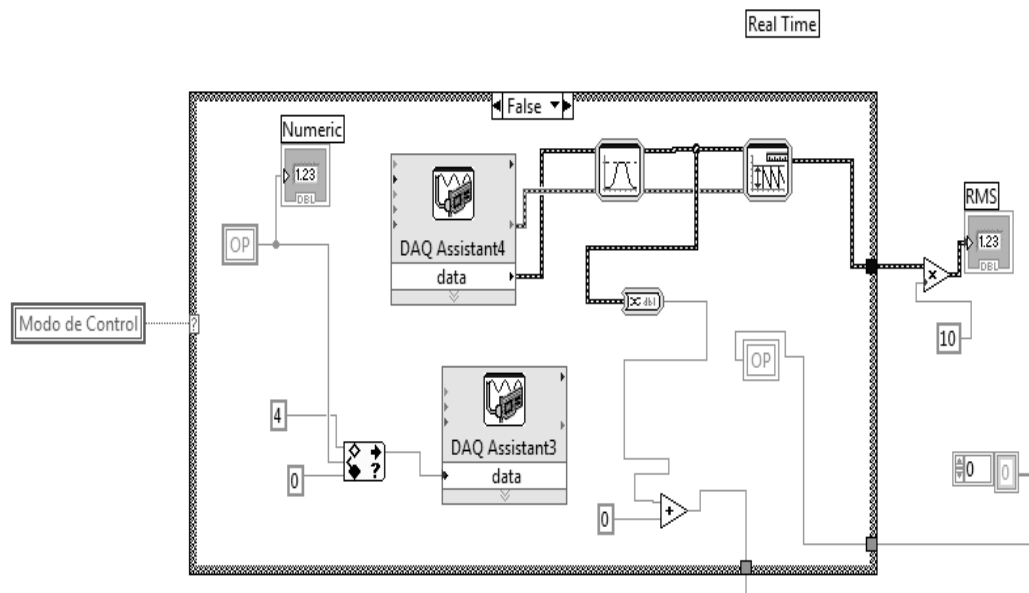 Real Time
False
Numeric
1.23
DBL
OP
DAQ Assistant4
data
RMS
1.23
DBL
Modo de Control
?
dbl
x
10
OP
4
DAQ Assistant3
data
?
0
0
+
0
0